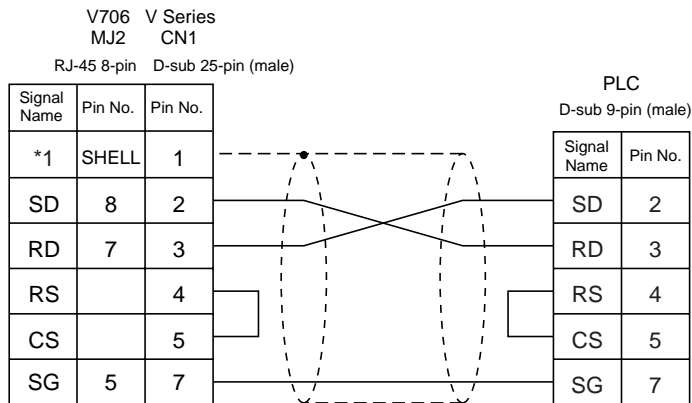 V706 V Series
MJ2 CN1
RJ-45 8-pin D-sub 25-pin (male)
PLC
D-sub 9-pin (male)
Signal Name Pin No. Pin No.
*1 SHELL 1
SD 8 2
RD 7 3
RS 4
CS 5
SG 5 7
Signal Name Pin No.
SD 2
RD 3
RS 4
CS 5
SG 7